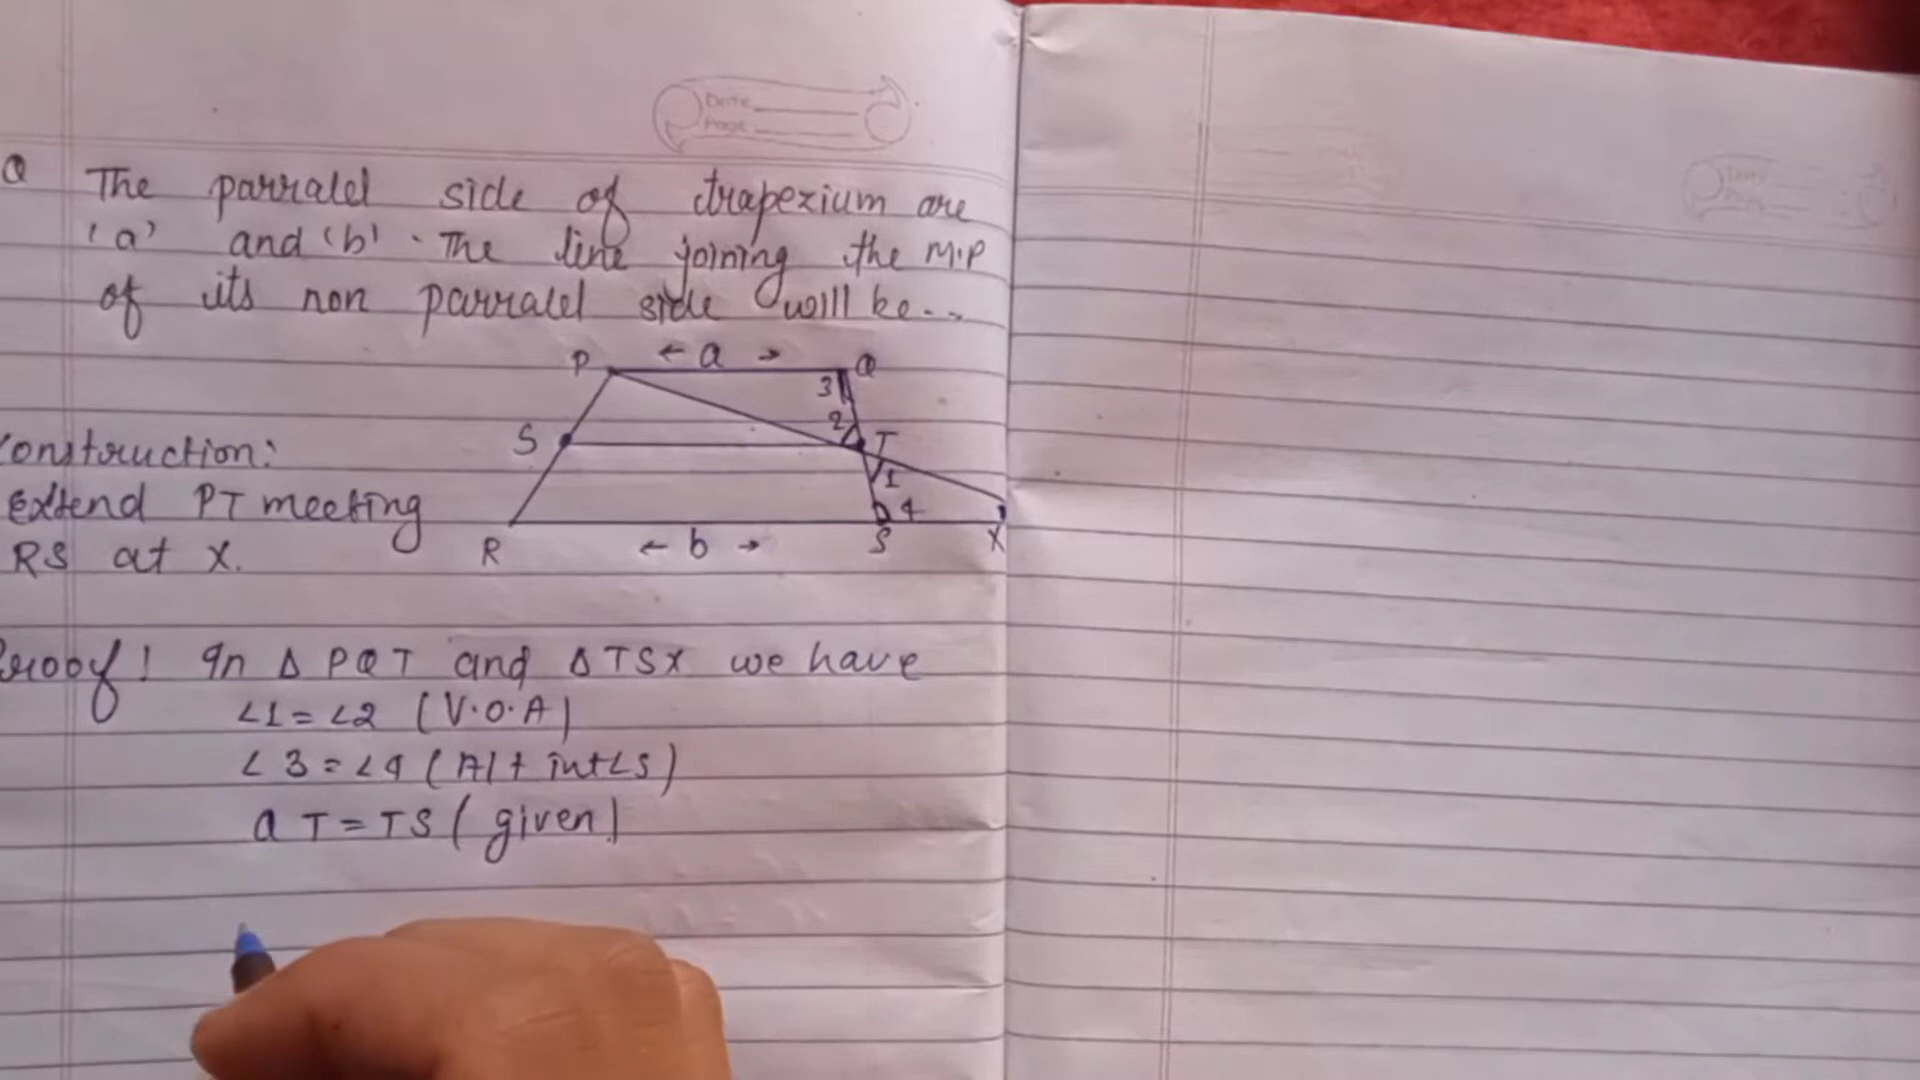 Date
Page
Q The parralel side of trapezium are
'a' and 'b'. The line joining the M.P
of its non parralel side will be...
P ← a → Q
3
2
S T
1
4
R ← b → S X
Construction:
Extend PT meeting
RS at X.
Proof! In Δ PQT and Δ TSX we have
∠1 = ∠2 (V.O.A)
∠3 = ∠4 (Alt int∠s)
QT = TS (given)